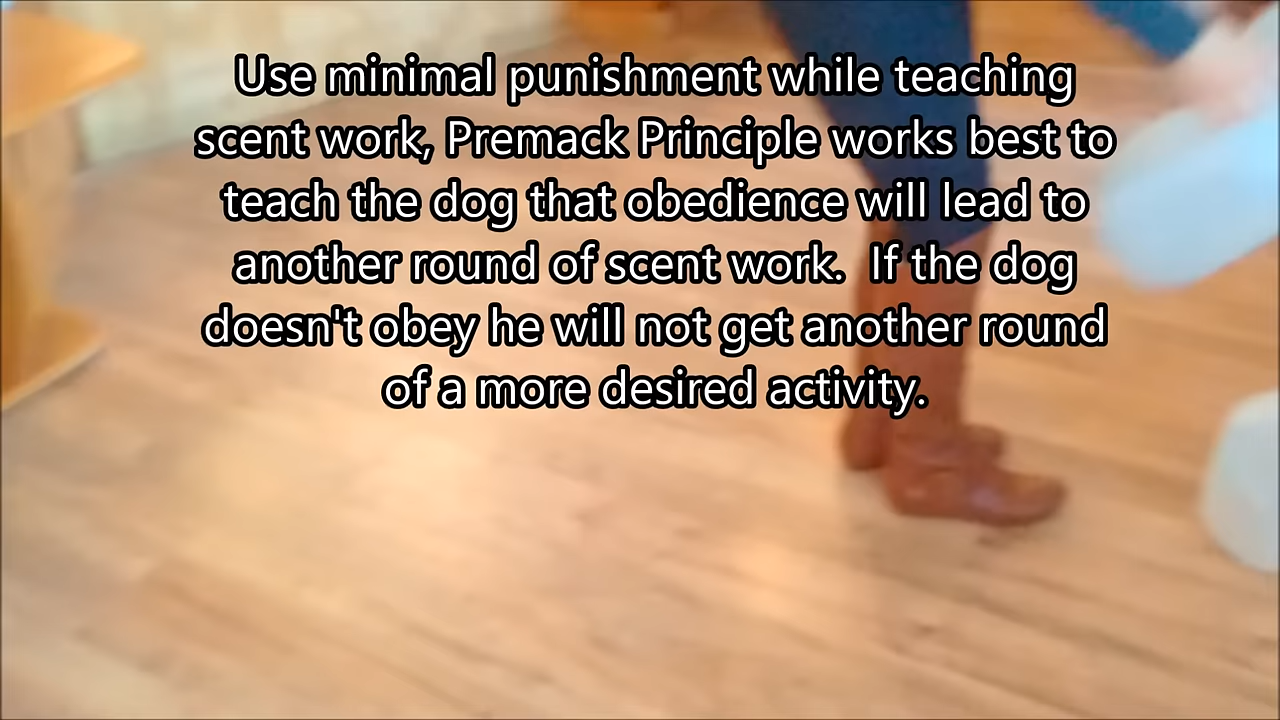 Use minimal punishment while teaching
scent work, Premack Principle works best to
teach the dog that obedience will lead to
another round of scent work.  If the dog
doesn't obey he will not get another round
of a more desired activity.